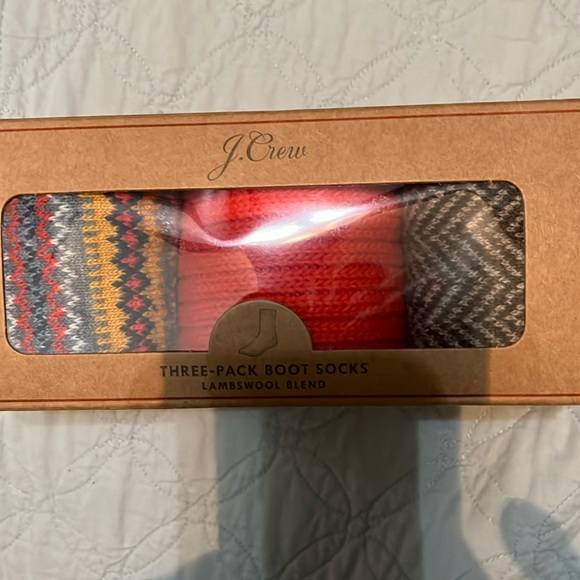 J.Crew
THREE-PACK BOOT SOCKS
LAMBSWOOL BLEND